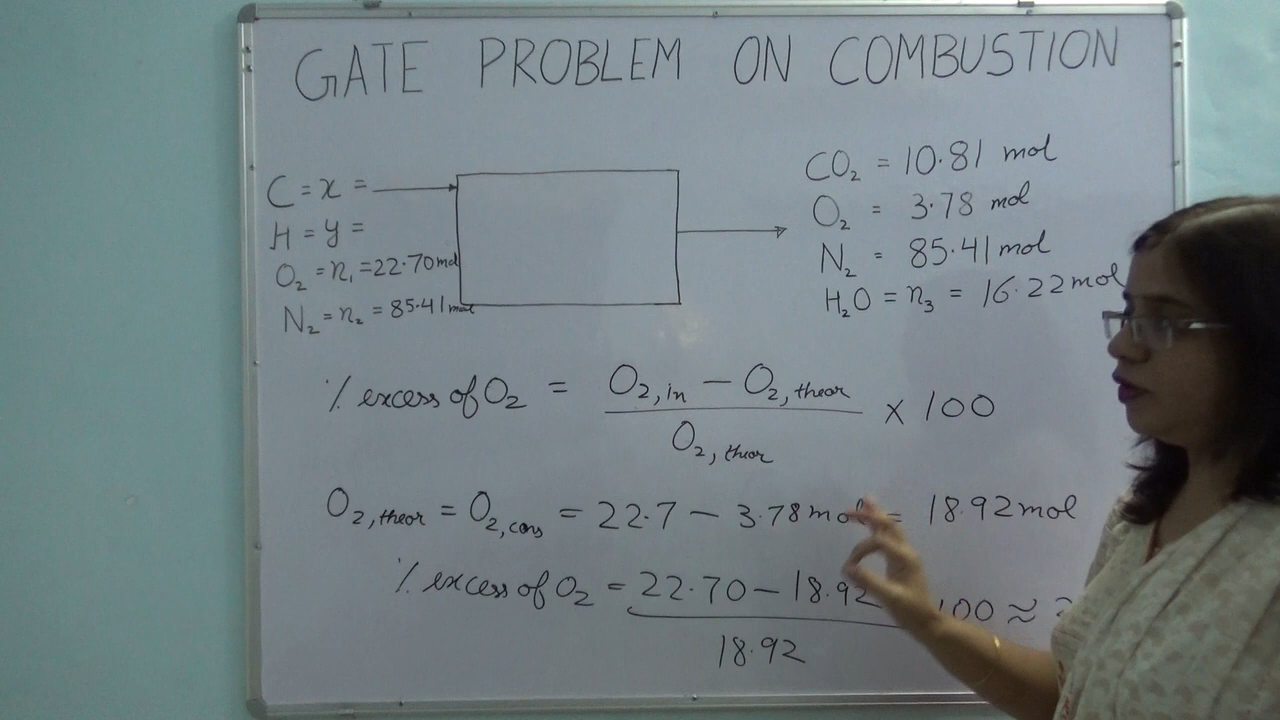 GATE PROBLEM ON COMBUSTION
C = x =
H = y =
O₂ = n₁ = 22.70 mol
N₂ = n₂ = 85.41 mol
CO₂ = 10.81 mol
O₂ = 3.78 mol
N₂ = 85.41 mol
H₂O = n₃ = 16.22 mol
% excess of O₂ = (O₂,in − O₂,theor) / O₂,theor × 100
O₂,theor = O₂,cons = 22.7 − 3.78 mol = 18.92 mol
% excess of O₂ = (22.70 − 18.92) / 18.92 100 ≈